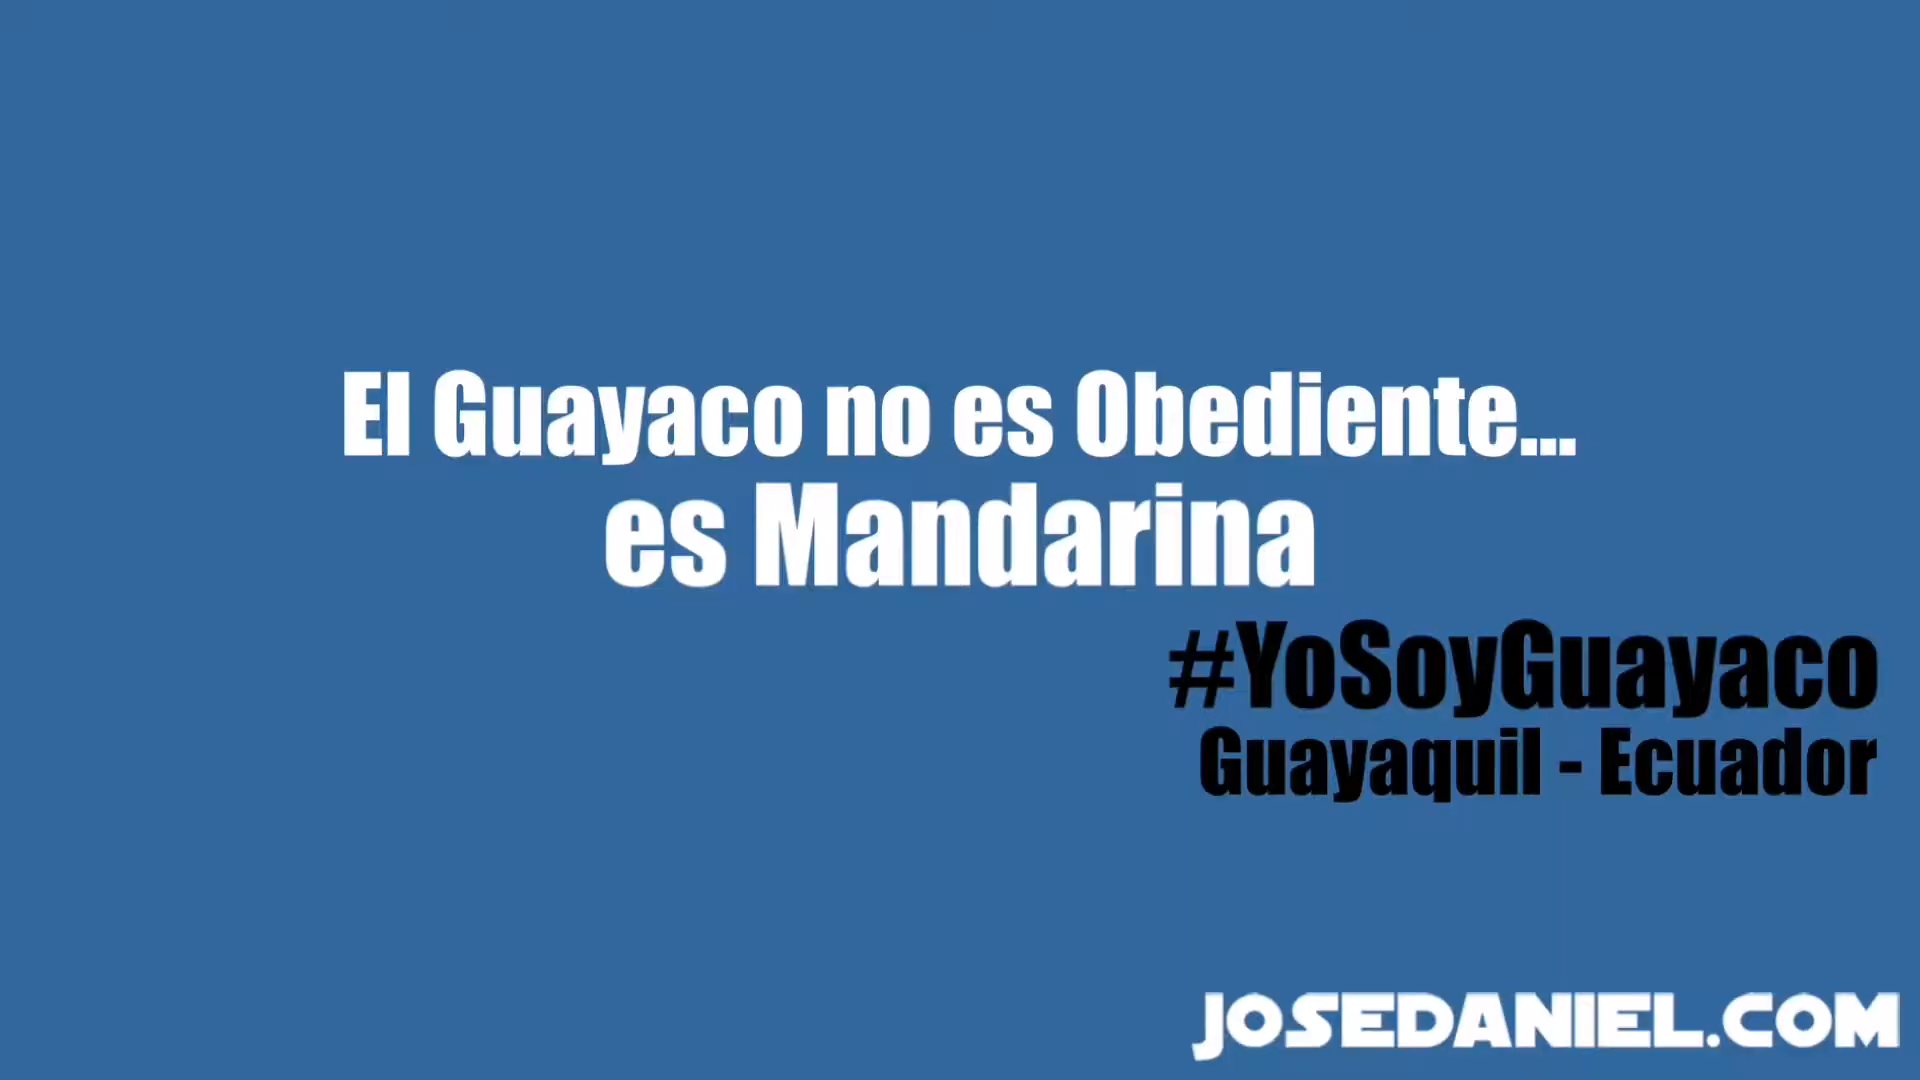 El Guayaco no es Obediente...
es Mandarina
#YoSoyGuayaco
Guayaquil - Ecuador
JOSEDANIEL.COM